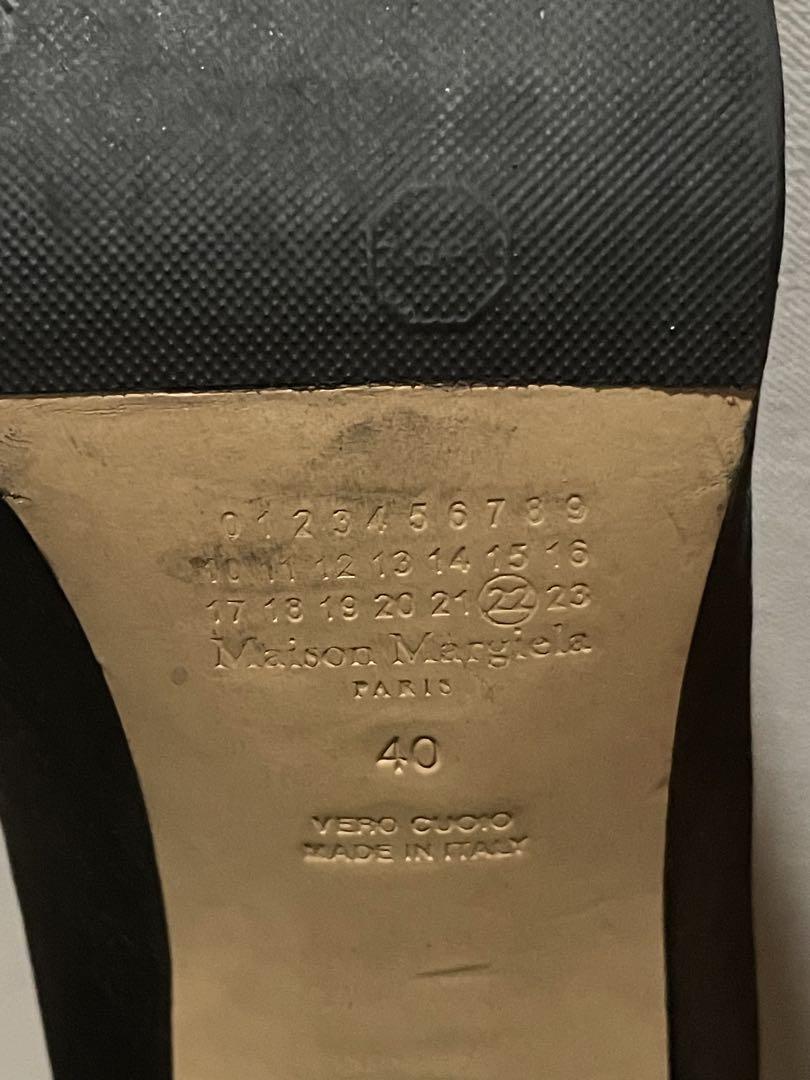 0 1 2 3 4 5 6 7 8 9
10 11 12 13 14 15 16
17 18 19 20 21 22 23
Maison Margiela
PARIS
40
VERO CUOIO
MADE IN ITALY